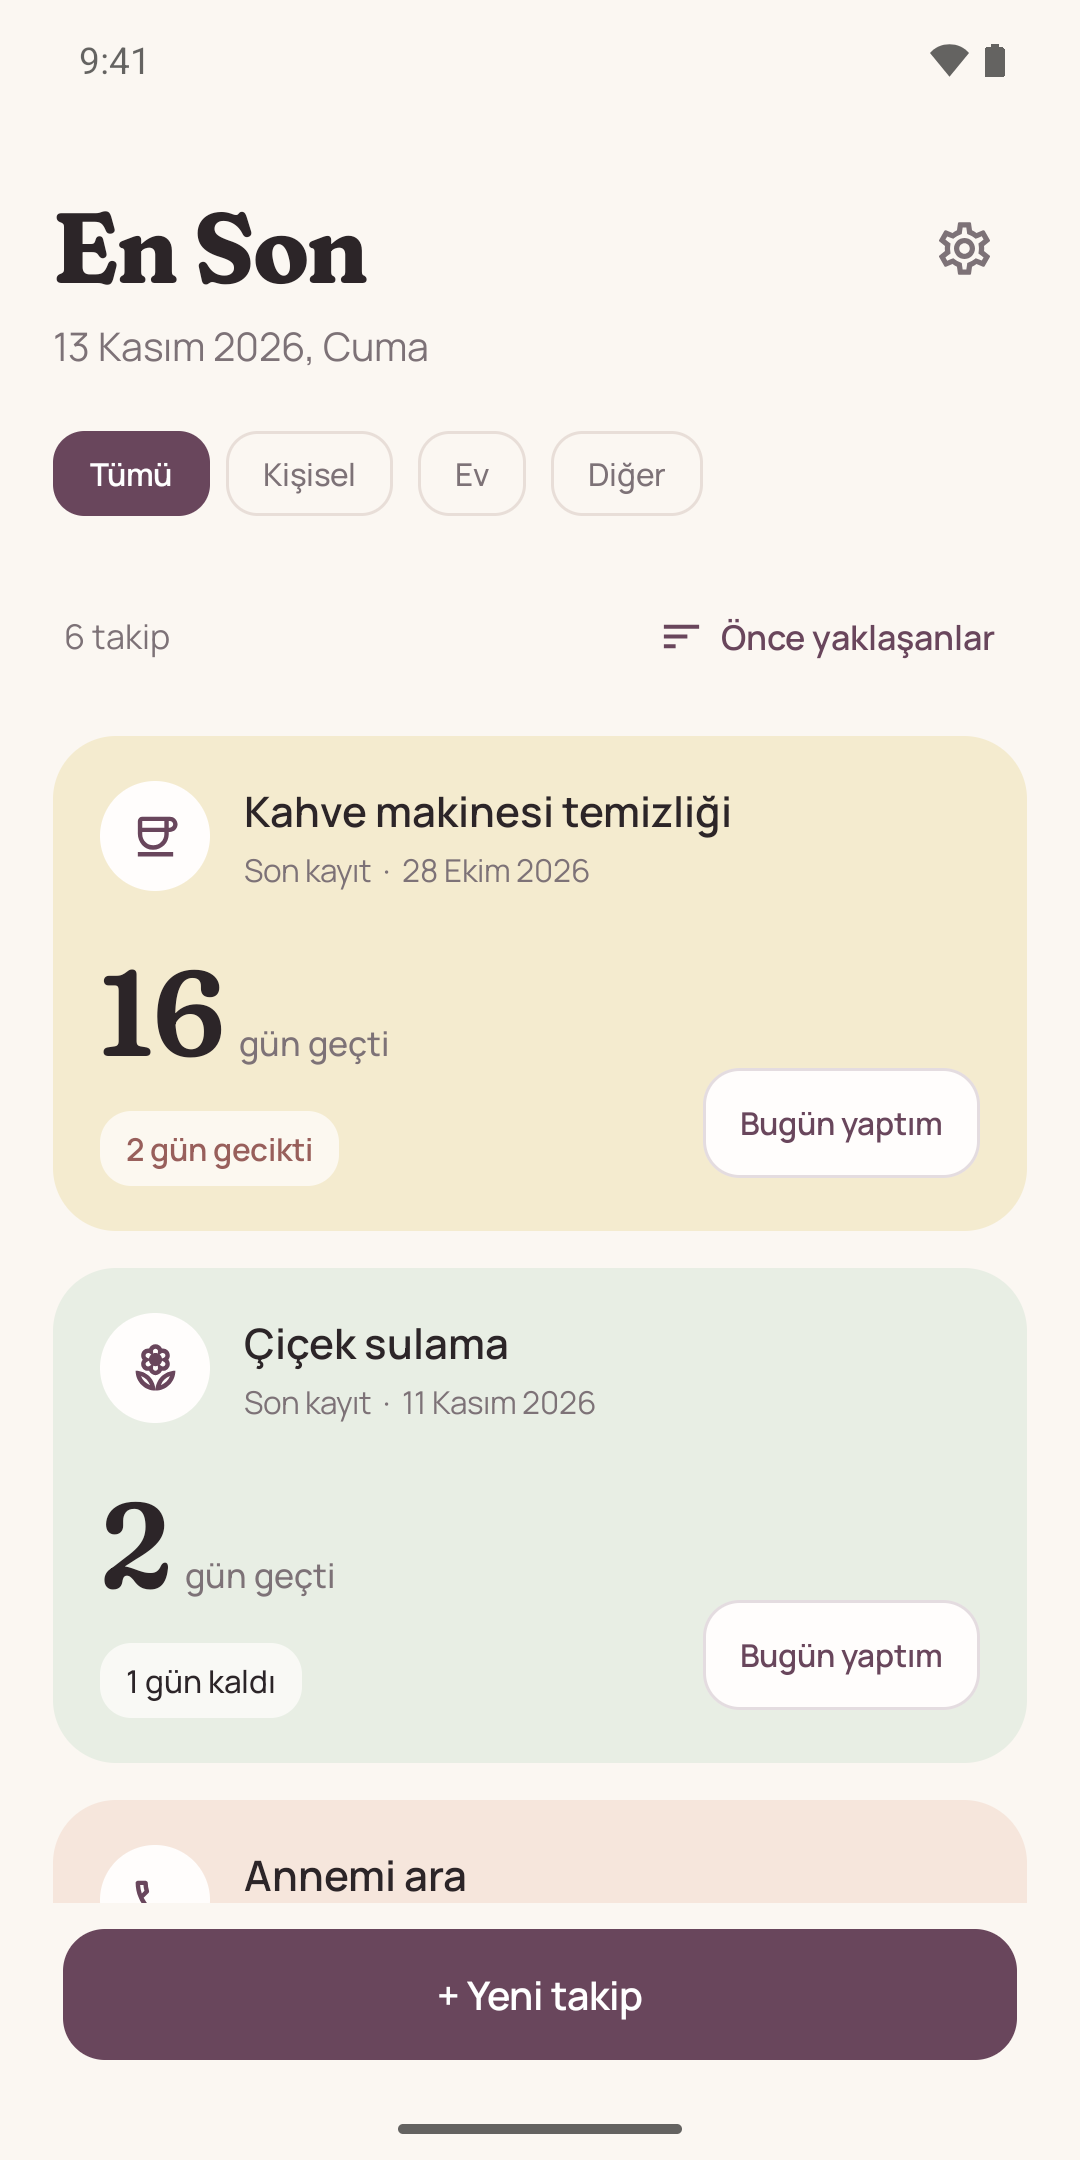 9:41
En Son
13 Kasım 2026, Cuma
Tümü Kişisel Ev Diğer
6 takip Önce yaklaşanlar
Kahve makinesi temizliği
Son kayıt · 28 Ekim 2026
16 gün geçti
2 gün gecikti Bugün yaptım
Çiçek sulama
Son kayıt · 11 Kasım 2026
2 gün geçti
1 gün kaldı Bugün yaptım
Annemi ara
+ Yeni takip